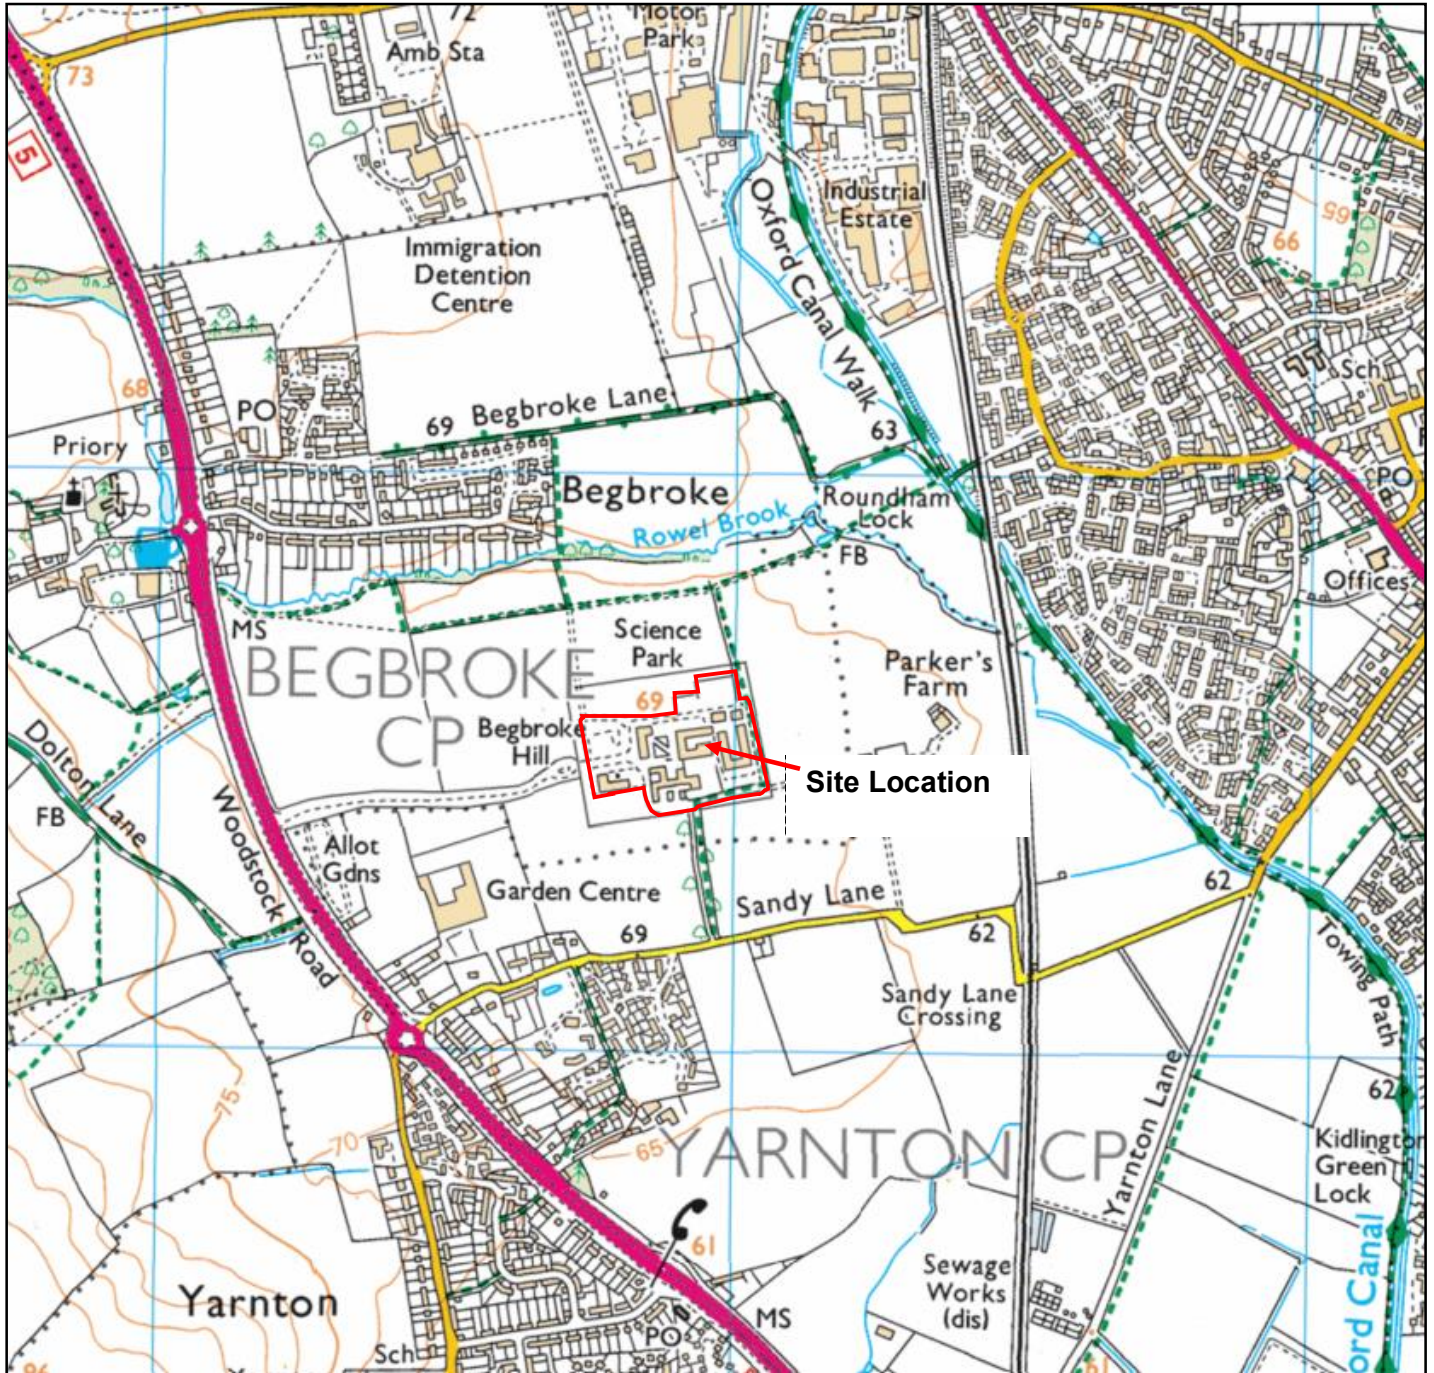 72
Motor
Park
Amb Sta
73
5
Oxford Canal Walk
Industrial
Estate
65
66
Immigration
Detention
Centre
68
PO
69
Begbroke Lane
63
Sch
Priory
PO
Begbroke
Roundham
Lock
Rowel Brook
FB
Offices
MS
Science
Park
BEGBROKE
CP
Parker's
Farm
69
Begbroke
Hill
Site Location
Dolton Lane
FB
Woodstock Road
Allot
Gdns
Garden Centre
Sandy Lane
62
69
62
Towing Path
Sandy Lane
Crossing
Yarnton Lane
62
75
70
65
YARNTON CP
Kidlington
Green
Lock
61
Sewage
Works
(dis)
Yarnton
MS
PO
Sch
ord Canal
61